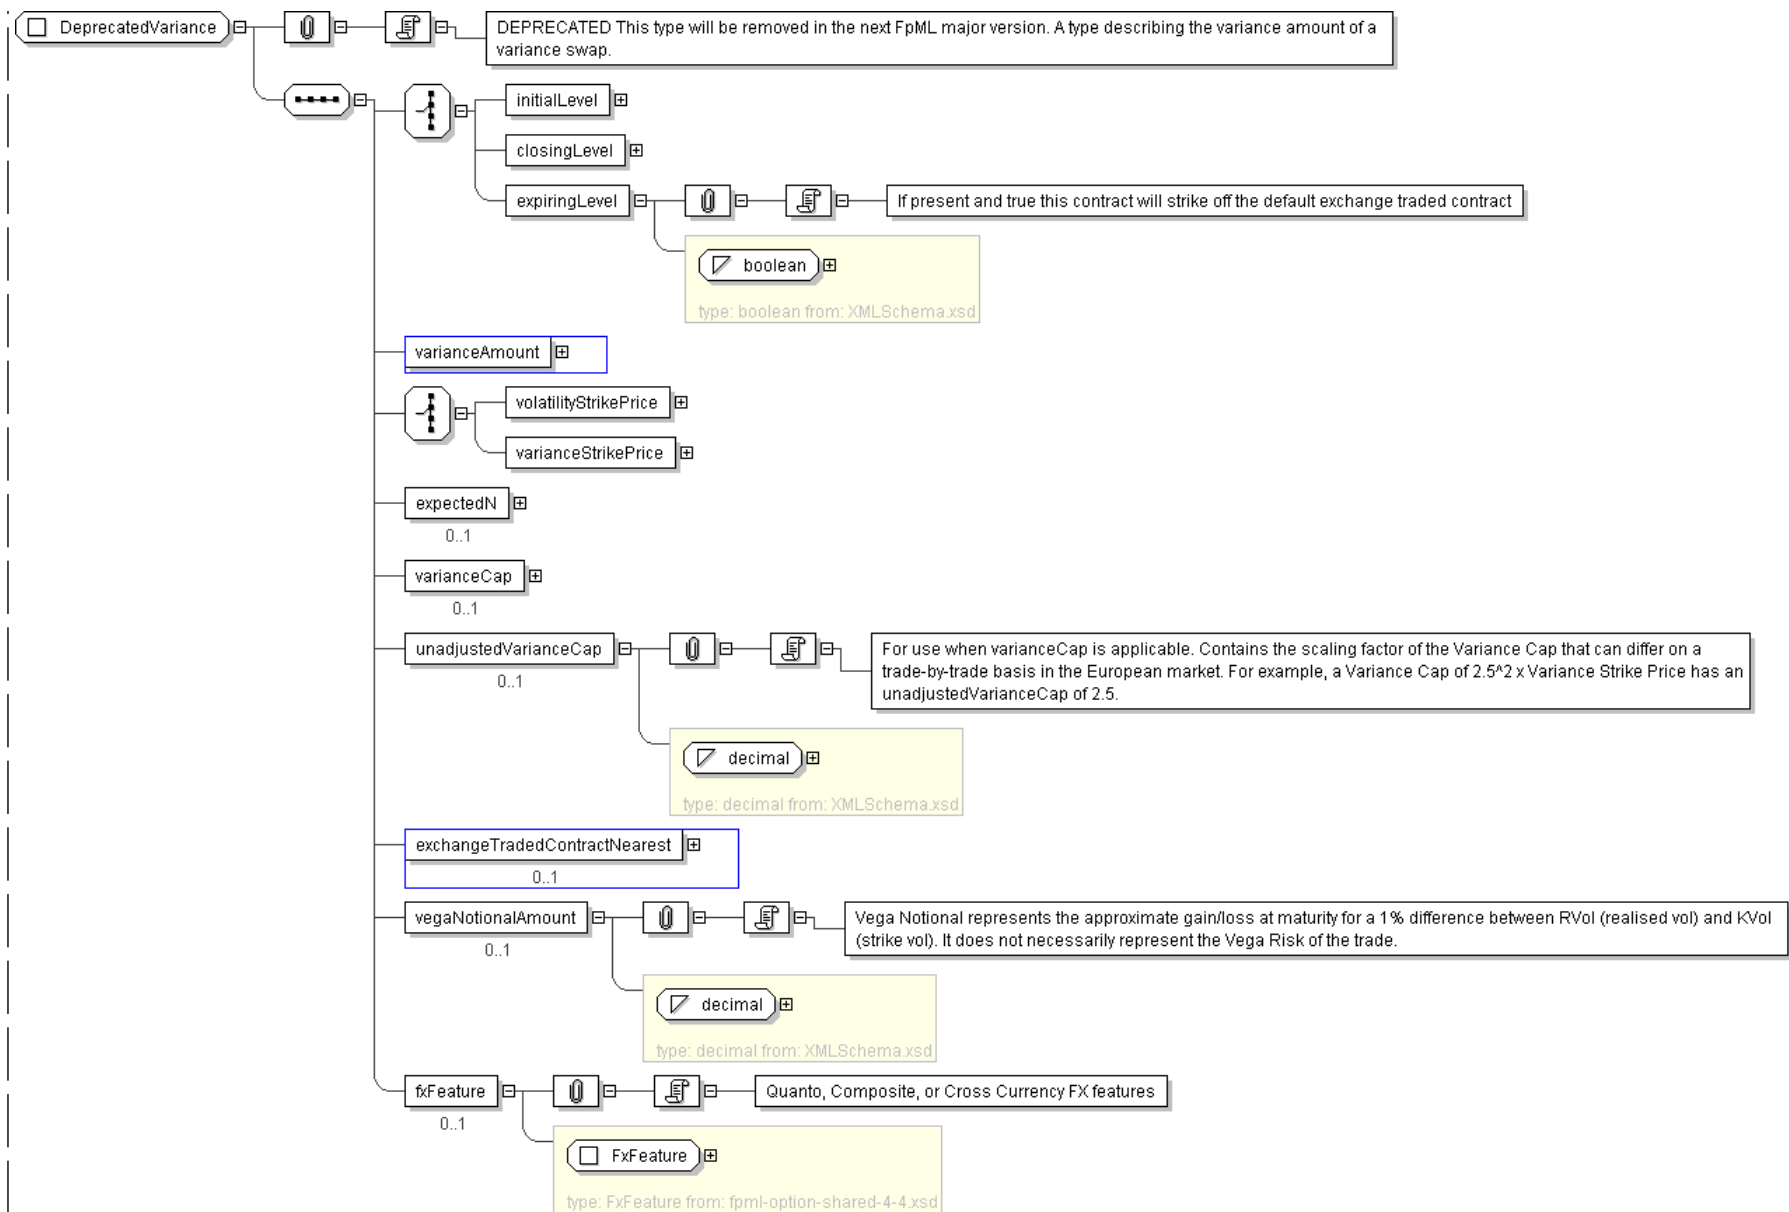 DeprecatedVariance
DEPRECATED This type will be removed in the next FpML major version. A type describing the variance amount of a
variance swap.
initialLevel
closingLevel
expiringLevel
If present and true this contract will strike off the default exchange traded contract
boolean
type: boolean from: XMLSchema.xsd
varianceAmount
volatilityStrikePrice
varianceStrikePrice
expectedN
0..1
varianceCap
0..1
unadjustedVarianceCap
0..1
For use when varianceCap is applicable. Contains the scaling factor of the Variance Cap that can differ on a
trade-by-trade basis in the European market. For example, a Variance Cap of 2.5^2 x Variance Strike Price has an
unadjustedVarianceCap of 2.5.
decimal
type: decimal from: XMLSchema.xsd
exchangeTradedContractNearest
0..1
vegaNotionalAmount
0..1
Vega Notional represents the approximate gain/loss at maturity for a 1% difference between RVol (realised vol) and KVol
(strike vol). It does not necessarily represent the Vega Risk of the trade.
decimal
type: decimal from: XMLSchema.xsd
fxFeature
0..1
Quanto, Composite, or Cross Currency FX features
FxFeature
type: FxFeature from: fpml-option-shared-4-4.xsd